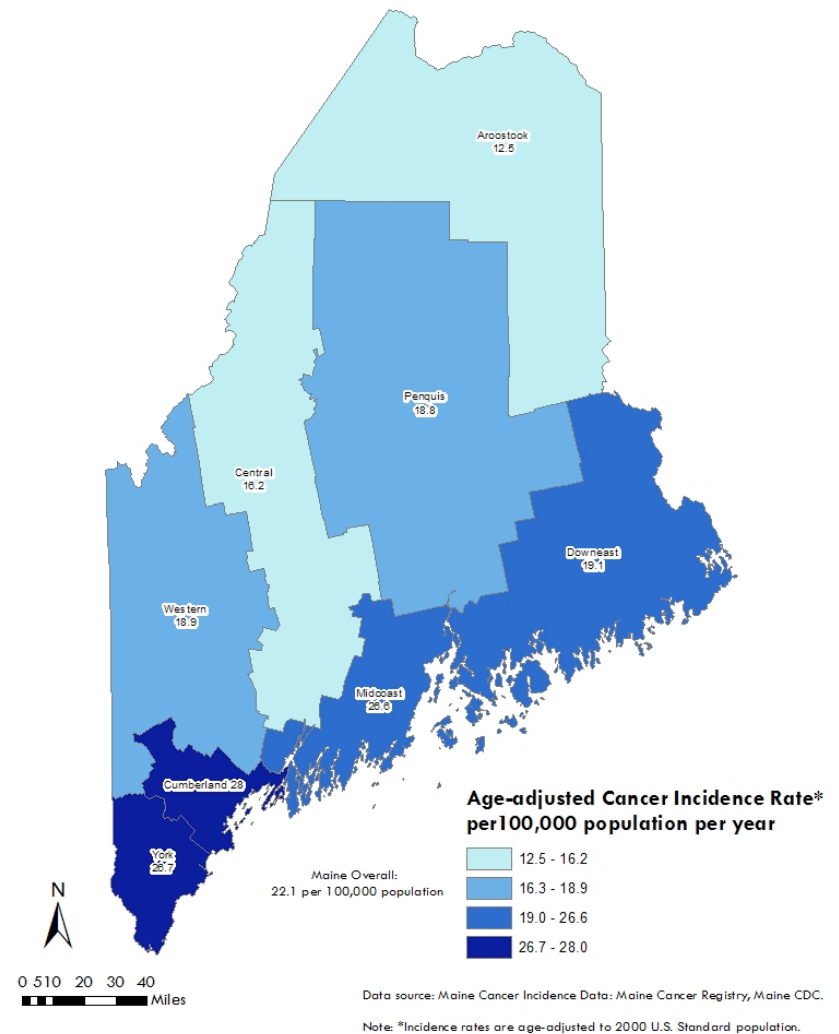 Aroostook
12.5
Penquis
18.8
Central
16.2
Downeast
19.1
Western
18.9
Midcoast
26.6
Cumberland 28
York
26.7
Age-adjusted Cancer Incidence Rate*
per100,000 population per year
12.5 - 16.2
16.3 - 18.9
19.0 - 26.6
26.7 - 28.0
Maine Overall:
22.1 per 100,000 population
N
0 510 20 30 40
Miles
Data source: Maine Cancer Incidence Data: Maine Cancer Registry, Maine CDC.
Note: *Incidence rates are age-adjusted to 2000 U.S. Standard population.